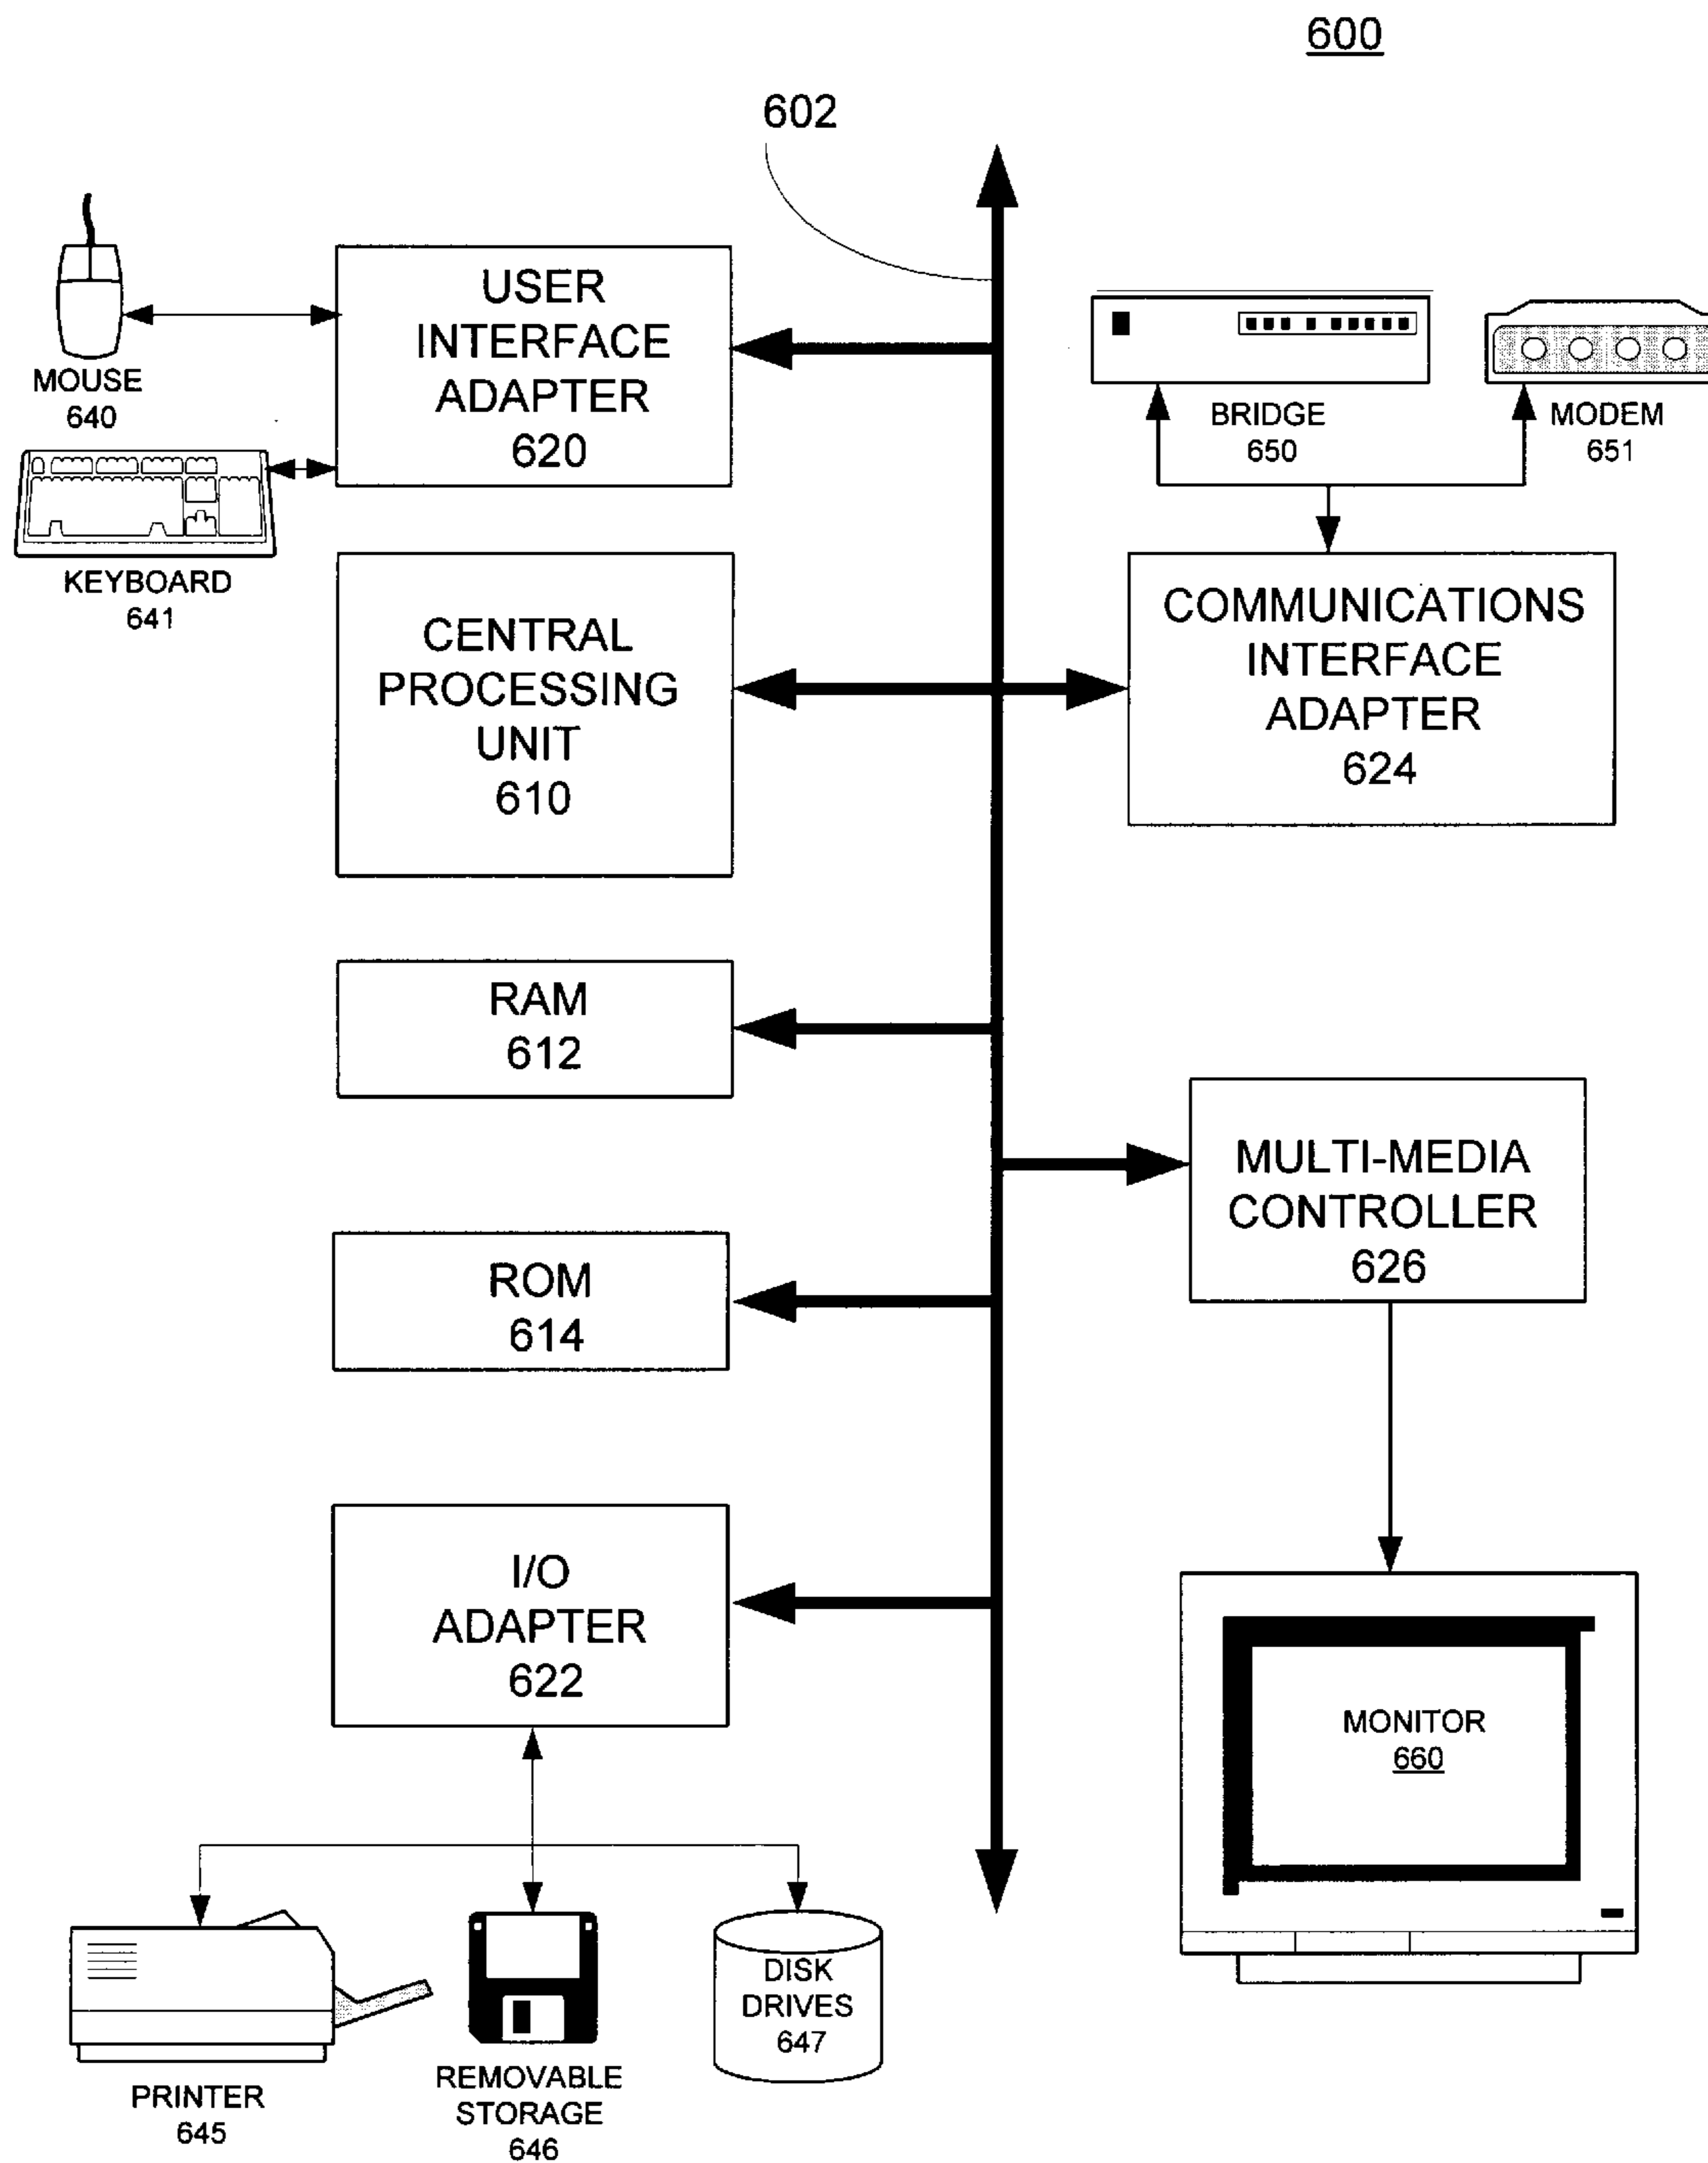 600
602
MOUSE
640
USER
INTERFACE
ADAPTER
620
BRIDGE
650
MODEM
651
KEYBOARD
641
CENTRAL
PROCESSING
UNIT
610
COMMUNICATIONS
INTERFACE
ADAPTER
624
RAM
612
MULTI-MEDIA
CONTROLLER
626
ROM
614
I/O
ADAPTER
622
MONITOR
660
PRINTER
645
REMOVABLE
STORAGE
646
DISK
DRIVES
647